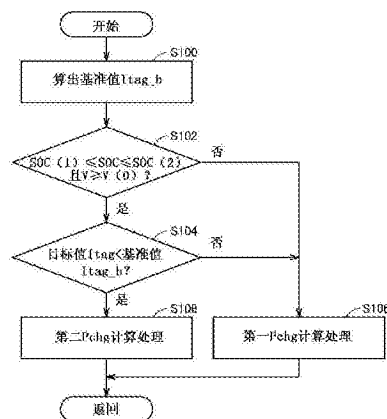 开始
S100
算出基准值Itag_b
S102
SOC（1）≤SOC≤SOC（2）
且V≥V（0）？
否
是
S104
目标值Itag<基准值
Itag_b？
否
是
S108
第二Pchg计算处理
S106
第一Pchg计算处理
返回